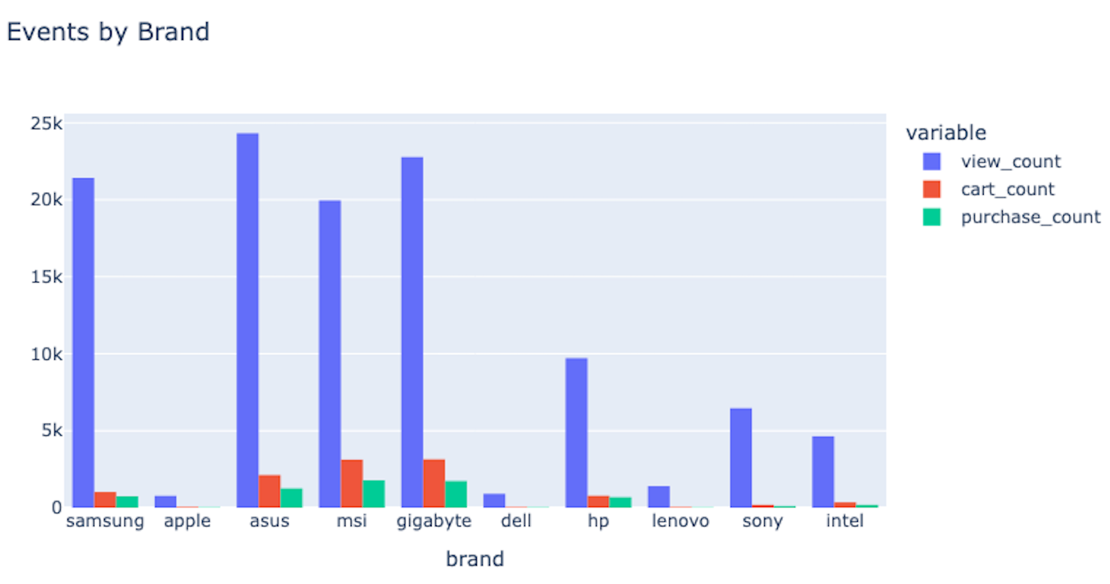 Events by Brand
variable
view_count
cart_count
purchase_count
25k
20k
15k
10k
5k
0
samsung apple asus msi gigabyte dell hp lenovo sony intel
brand